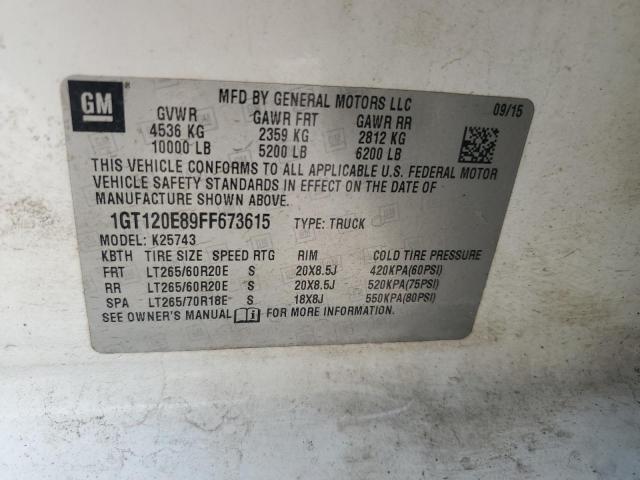 GM
®
MFD BY GENERAL MOTORS LLC 09/15
GVWR GAWR FRT GAWR RR
4536 KG 2359 KG 2812 KG
10000 LB 5200 LB 6200 LB
THIS VEHICLE CONFORMS TO ALL APPLICABLE U.S. FEDERAL MOTOR
VEHICLE SAFETY STANDARDS IN EFFECT ON THE DATE OF
MANUFACTURE SHOWN ABOVE.
1GT120E89FF673615 TYPE: TRUCK
MODEL: K25743
KBTH TIRE SIZE SPEED RTG RIM COLD TIRE PRESSURE
FRT LT265/60R20E S 20X8.5J 420KPA(60PSI)
RR LT265/60R20E S 20X8.5J 520KPA(75PSI)
SPA LT265/70R18E S 18X8J 550KPA(80PSI)
SEE OWNER'S MANUAL FOR MORE INFORMATION.